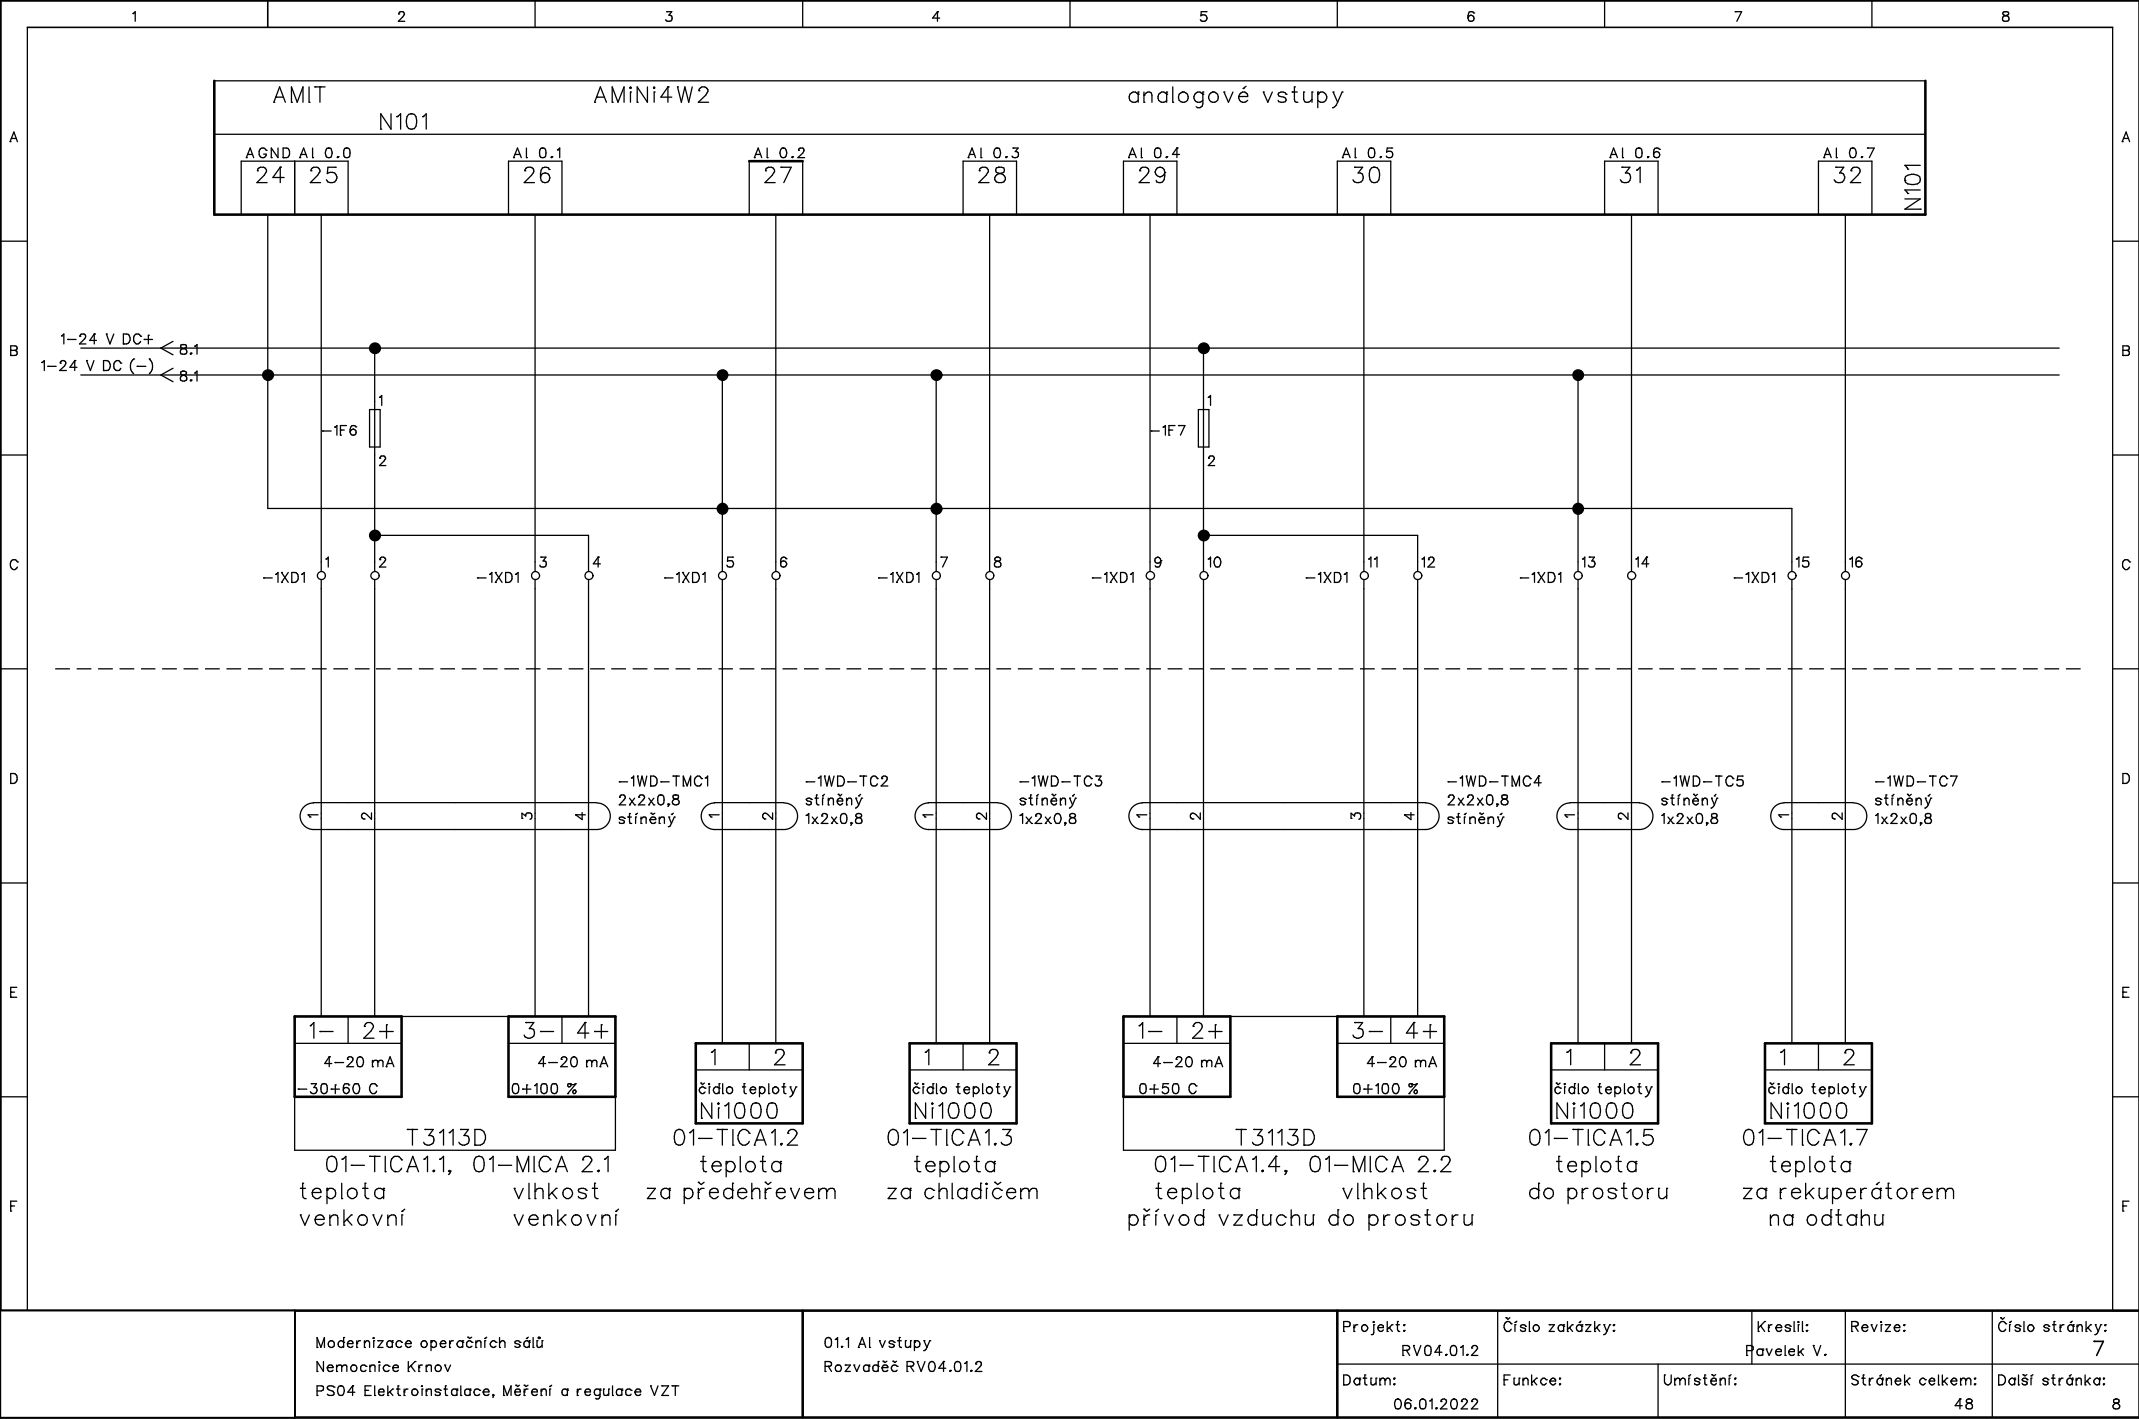 1 2 3 4 5 6 7 8
AMIT AMiNi4W2 analogové vstupy
N101
A A
AGND AI 0.0 AI 0.1 AI 0.2 AI 0.3 AI 0.4 AI 0.5 AI 0.6 AI 0.7
24 25 26 27 28 29 30 31 32 N101
1-24 V DC+ 8.1
B B
1-24 V DC (-) 8.1
1 1
-1F6 -1F7
2 2
C C
1 2 3 4 5 6 7 8 9 10 11 12 13 14 15 16
-1XD1 -1XD1 -1XD1 -1XD1 -1XD1 -1XD1 -1XD1 -1XD1
D D
-1WD-TMC1 -1WD-TC2 -1WD-TC3 -1WD-TMC4 -1WD-TC5 -1WD-TC7
2x2x0,8 stíněný stíněný 2x2x0,8 stíněný stíněný
stíněný 1x2x0,8 1x2x0,8 stíněný 1x2x0,8 1x2x0,8
1 2 3 4 1 2 1 2 1 2 3 4 1 2 1 2
E E
1- 2+ 3- 4+ 1- 2+ 3- 4+
1 2 1 2 1 2 1 2
4-20 mA 4-20 mA 4-20 mA 4-20 mA
-30+60 C 0+100 % čidlo teploty čidlo teploty 0+50 C 0+100 % čidlo teploty čidlo teploty
Ni1000 Ni1000 Ni1000 Ni1000
T3113D 01-TICA1.2 01-TICA1.3 T3113D 01-TICA1.5 01-TICA1.7
01-TICA1.1, 01-MICA 2.1 teplota teplota 01-TICA1.4, 01-MICA 2.2 teplota teplota
teplota vlhkost za předehřevem za chladičem teplota vlhkost do prostoru za rekuperátorem
F F
venkovní venkovní přívod vzduchu do prostoru na odtahu
Modernizace operačních sálů
Nemocnice Krnov
PS04 Elektroinstalace, Měření a regulace VZT
01.1 AI vstupy
Rozvaděč RV04.01.2
Projekt: Číslo zakázky: Kreslil: Revize: Číslo stránky:
RV04.01.2 Pavelek V. 7
Datum: Funkce: Umístění: Stránek celkem: Další stránka:
06.01.2022 48 8